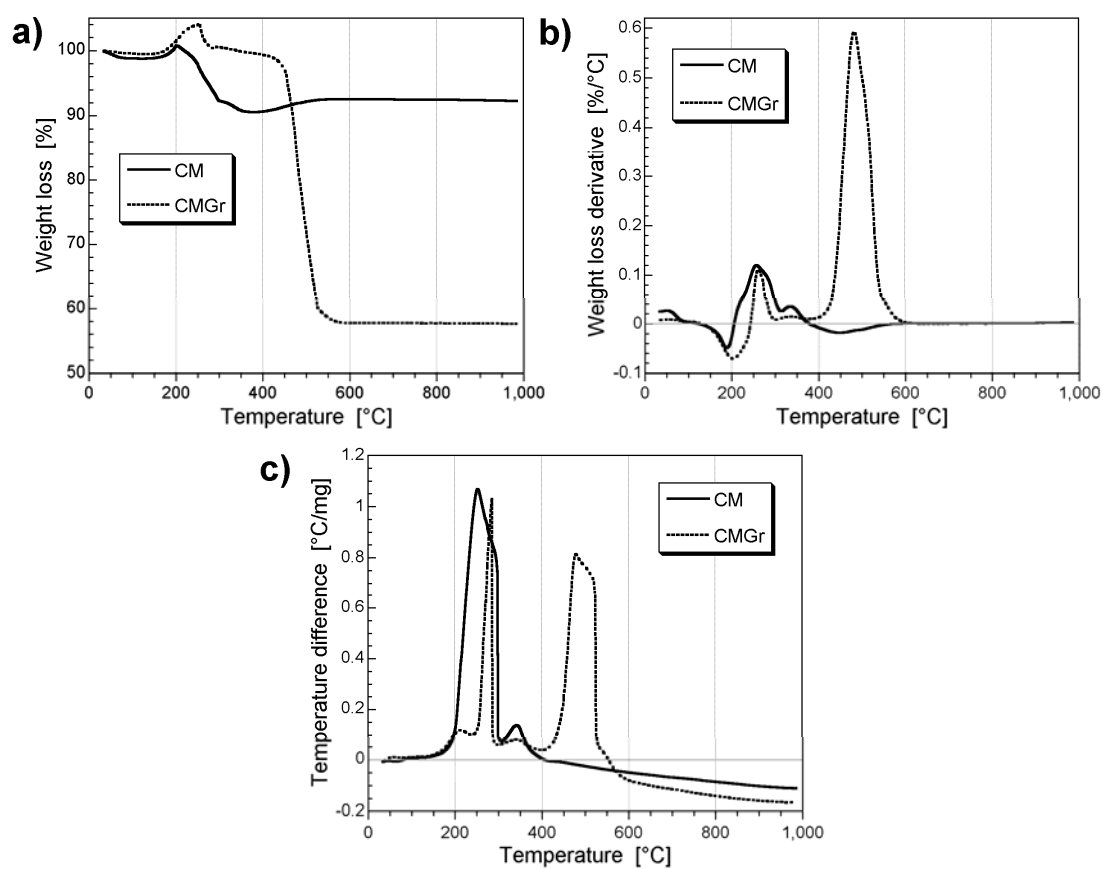 a)
100
90
80
70
60
50
0
200
400
600
800
1,000
Weight loss [%]
Temperature [°C]
CM
CMGr
b)
0.6
0.5
0.4
0.3
0.2
0.1
0
-0.1
0
200
400
600
800
1,000
Weight loss derivative [%/°C]
Temperature [°C]
CM
CMGr
c)
1.2
1
0.8
0.6
0.4
0.2
0
-0.2
0
200
400
600
800
1,000
Temperature difference [°C/mg]
Temperature [°C]
CM
CMGr